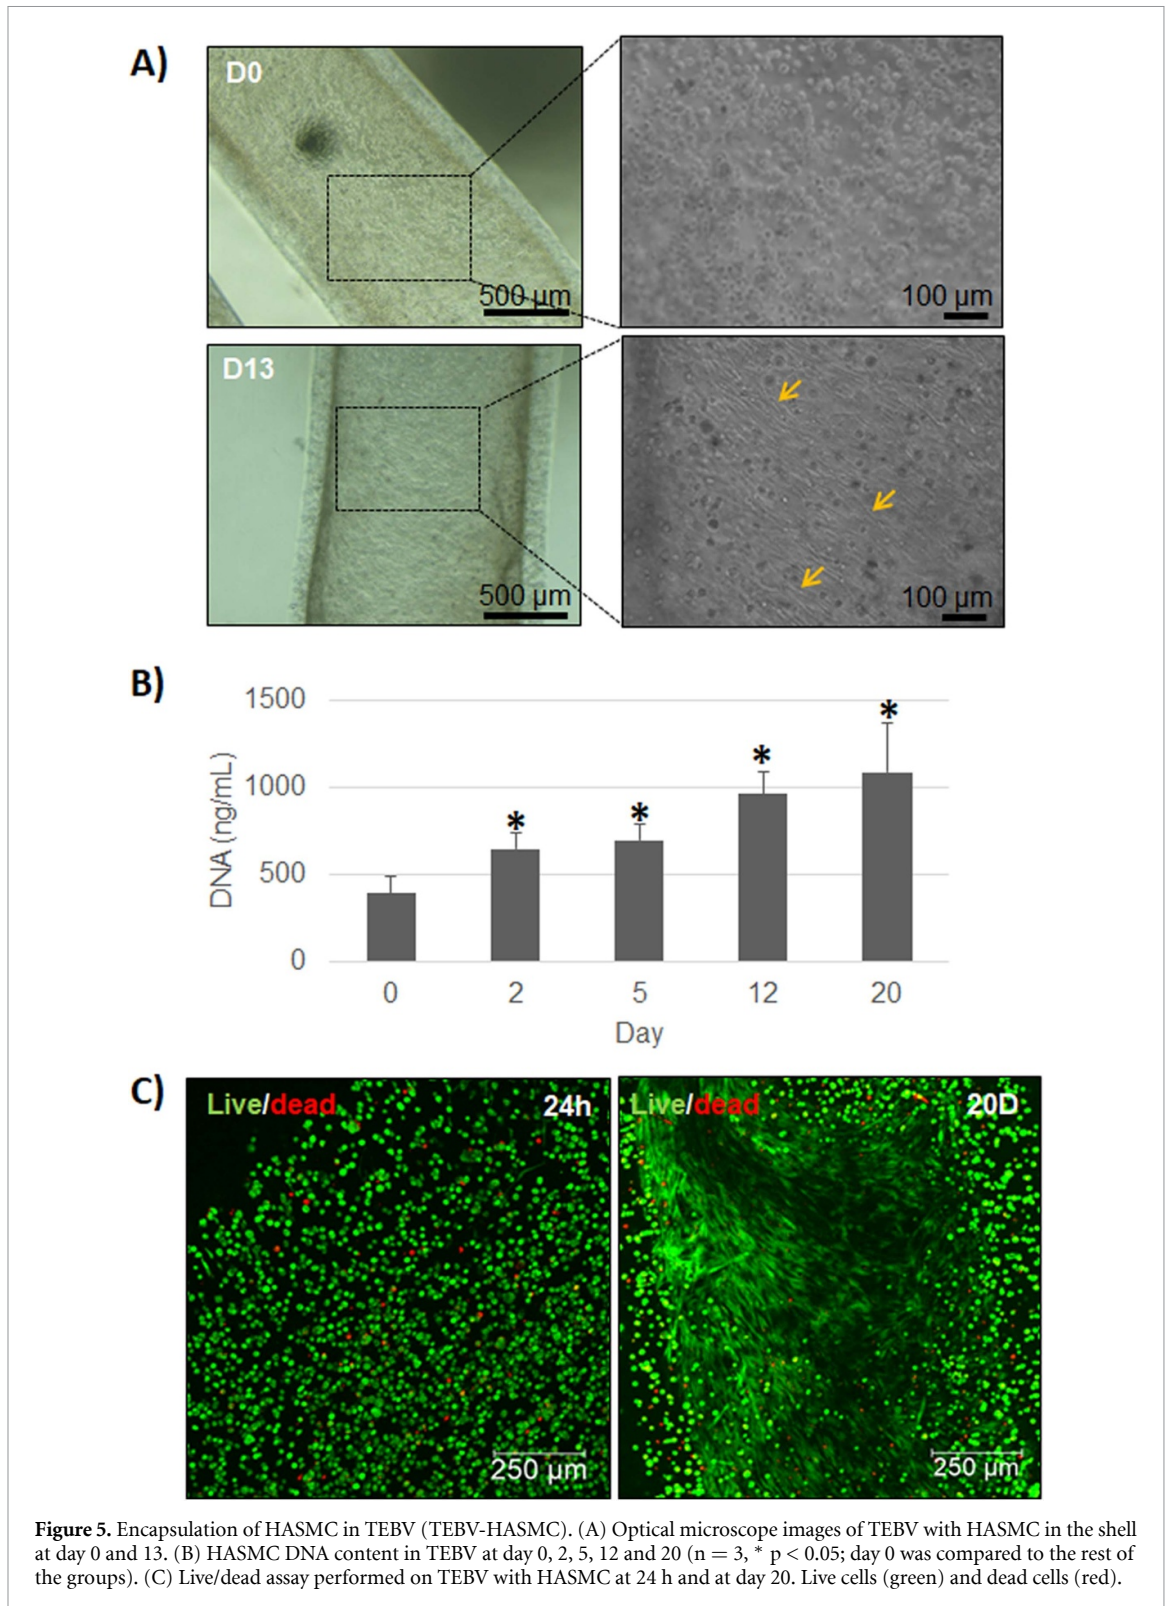 A)
D0
500 µm
100 µm
D13
500 µm
100 µm
B)
1500
1000
500
0
DNA (ng/mL)
* * * *
0 2 5 12 20
Day
C)
Live/dead 24h
250 µm
Live/dead 20D
250 µm
Figure 5. Encapsulation of HASMC in TEBV (TEBV-HASMC). (A) Optical microscope images of TEBV with HASMC in the shell
at day 0 and 13. (B) HASMC DNA content in TEBV at day 0, 2, 5, 12 and 20 (n = 3, * p < 0.05; day 0 was compared to the rest of
the groups). (C) Live/dead assay performed on TEBV with HASMC at 24 h and at day 20. Live cells (green) and dead cells (red).